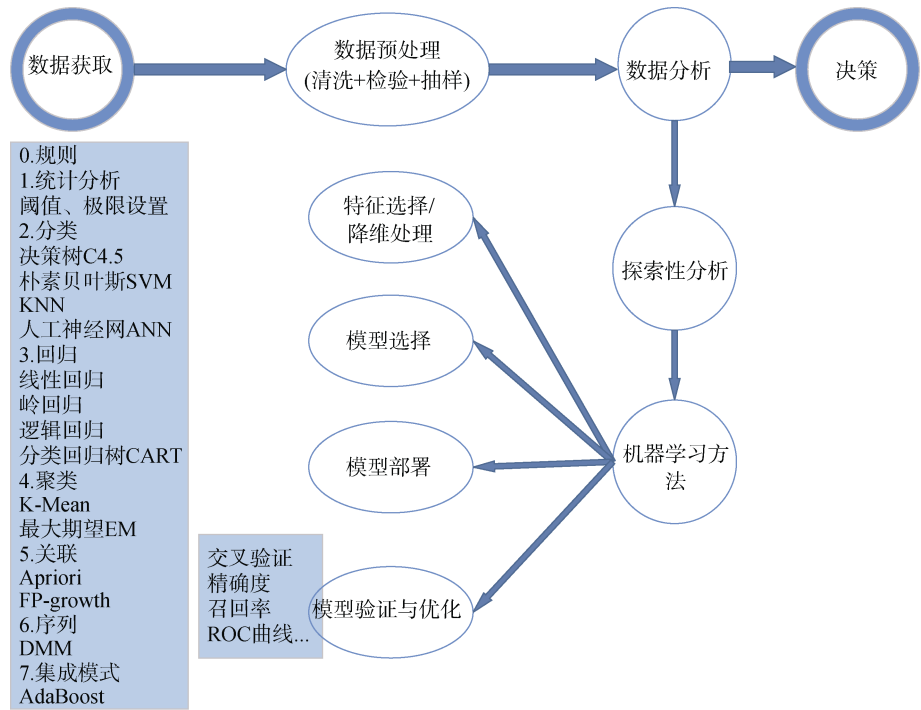 数据获取
数据预处理
(清洗+检验+抽样)
数据分析
决策
0.规则
1.统计分析
阈值、极限设置
2.分类
决策树C4.5
朴素贝叶斯SVM
KNN
人工神经网ANN
3.回归
线性回归
岭回归
逻辑回归
分类回归树CART
4.聚类
K-Mean
最大期望EM
5.关联
Apriori
FP-growth
6.序列
DMM
7.集成模式
AdaBoost
特征选择/
降维处理
模型选择
模型部署
交叉验证
精确度
召回率
ROC曲线...
模型验证与优化
探索性分析
机器学习方
法